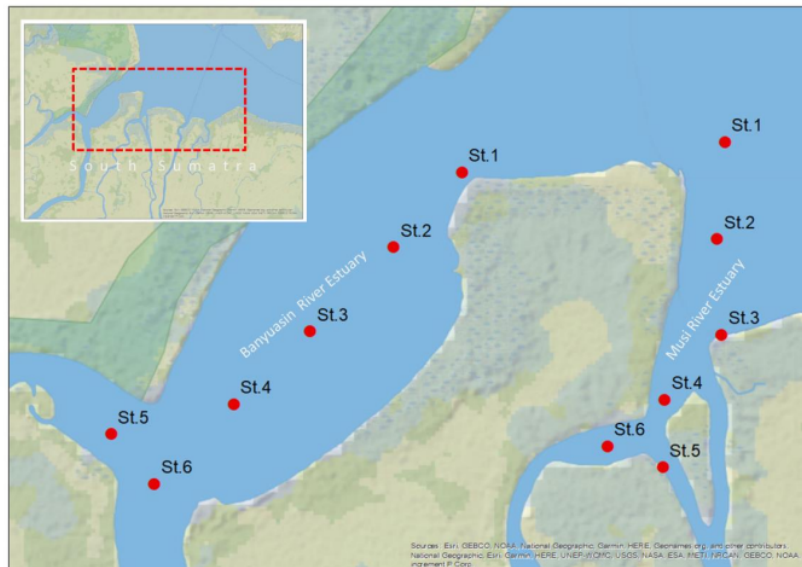 South Sumatra
St.1
St.2
St.3
St.4
St.5
St.6
Banyuasin River Estuary
St.1
St.2
St.3
St.4
St.5
St.6
Musi River Estuary
Sources: Esri, GEBCO, NOAA, National Geographic, Garmin, HERE, Geonames.org, and other contributors
National Geographic, Esri, Garmin, HERE, UNEP-WCMC, USGS, NASA, ESA, METI, NRCAN, GEBCO, NOAA,
increment P Corp.